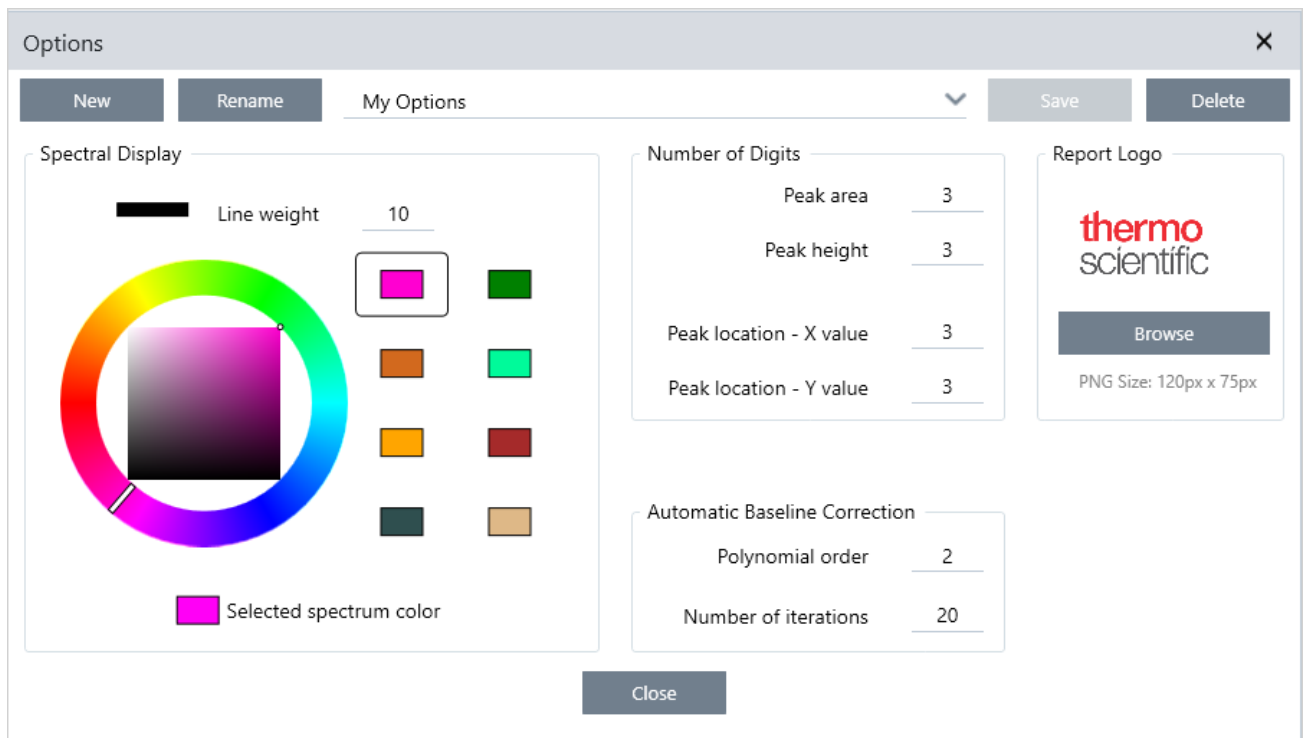 Options
New
Rename
My Options
Save
Delete
Spectral Display
Line weight 10
Selected spectrum color
Number of Digits
Peak area 3
Peak height 3
Peak location - X value 3
Peak location - Y value 3
Automatic Baseline Correction
Polynomial order 2
Number of iterations 20
Report Logo
thermo
scientific
Browse
PNG Size: 120px x 75px
Close